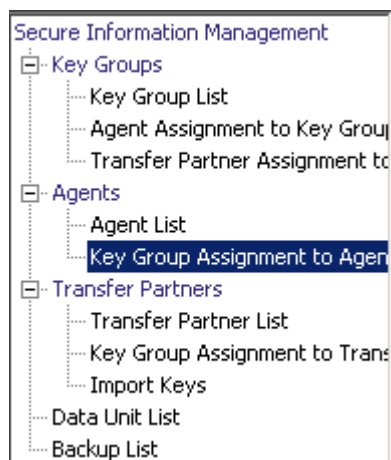 Secure Information Management
Key Groups
Key Group List
Agent Assignment to Key Grou
Transfer Partner Assignment to
Agents
Agent List
Key Group Assignment to Agen
Transfer Partners
Transfer Partner List
Key Group Assignment to Trans
Import Keys
Data Unit List
Backup List